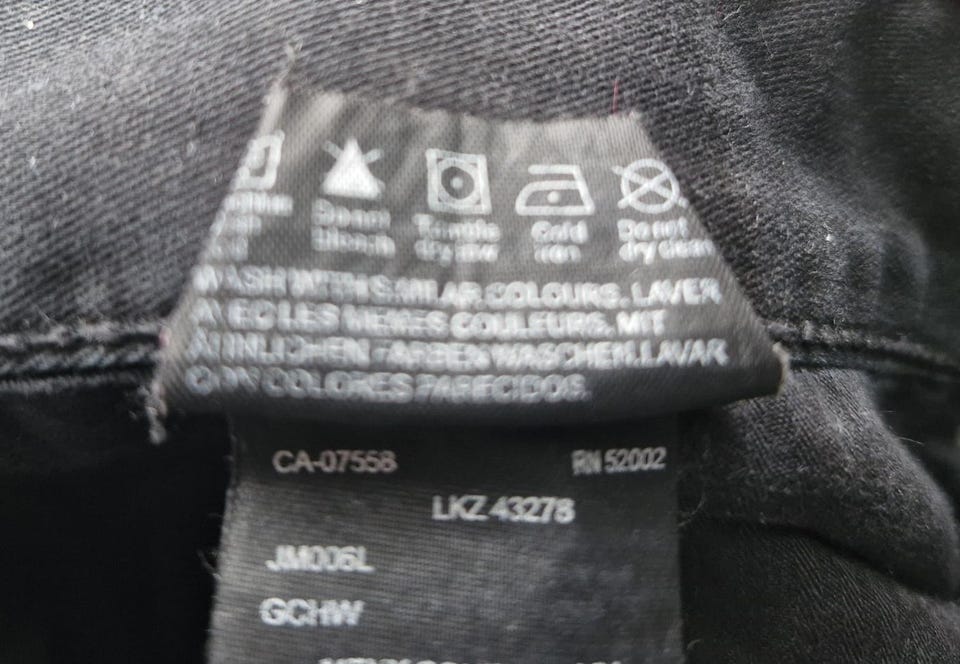 Do not
bleach
Tumble
dry low
Cold
iron
Do not
dry clean
WASH WITH SIMILAR COLOURS. LAVER
AVEC LES MEMES COULEURS. MIT
AHNLICHEN FARBEN WASCHEN. LAVAR
CON COLORES PARECIDOS.
CA-07558 RN 52002
LKZ 43278
JM006L
GCHW